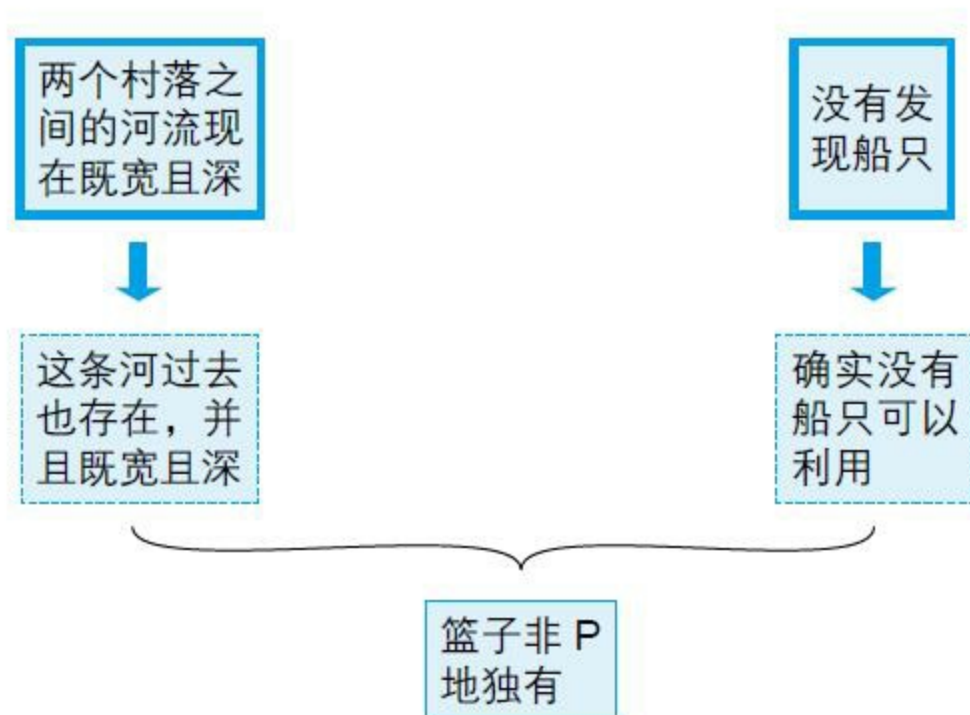 两个村落之
间的河流现
在既宽且深
没有发
现船只
这条河过去
也存在，并
且既宽且深
确实没有
船只可以
利用
篮子非 P
地独有